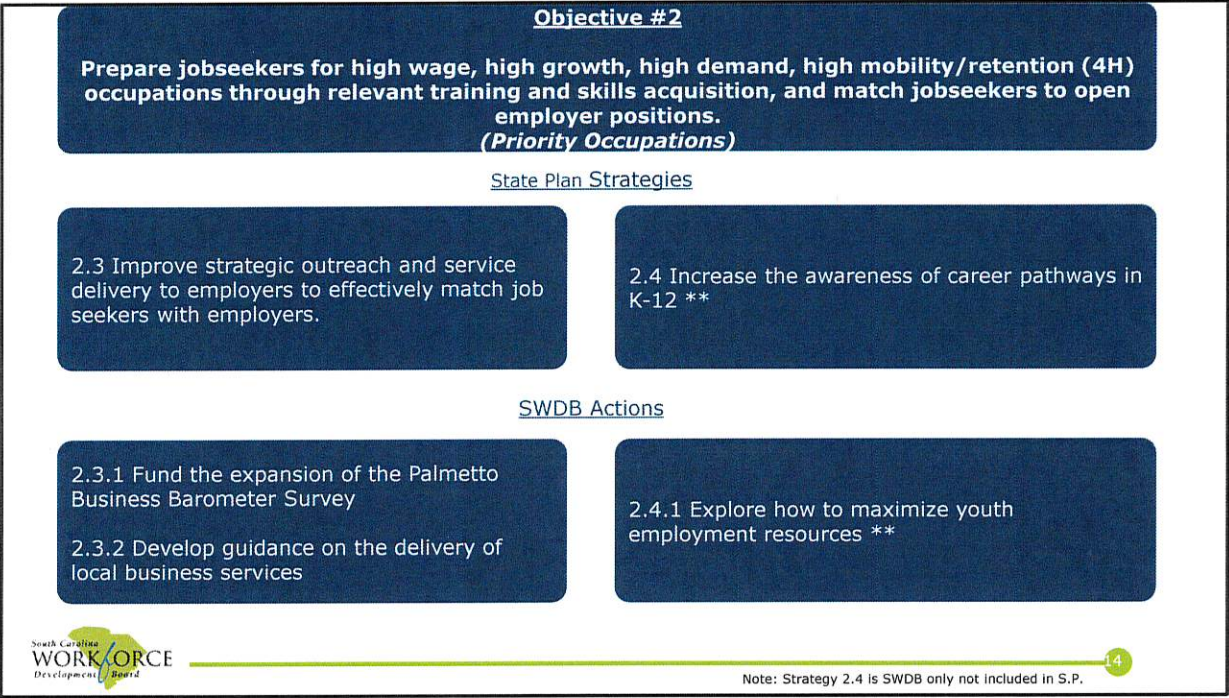 Objective #2
Prepare jobseekers for high wage, high growth, high demand, high mobility/retention (4H)
occupations through relevant training and skills acquisition, and match jobseekers to open
employer positions.
(Priority Occupations)
State Plan Strategies
2.3 Improve strategic outreach and service
delivery to employers to effectively match job
seekers with employers.
2.4 Increase the awareness of career pathways in
K-12 **
SWDB Actions
2.3.1 Fund the expansion of the Palmetto
Business Barometer Survey
2.3.2 Develop guidance on the delivery of
local business services
2.4.1 Explore how to maximize youth
employment resources **
South Carolina
WORKFORCE
Development Board
14
Note: Strategy 2.4 is SWDB only not included in S.P.